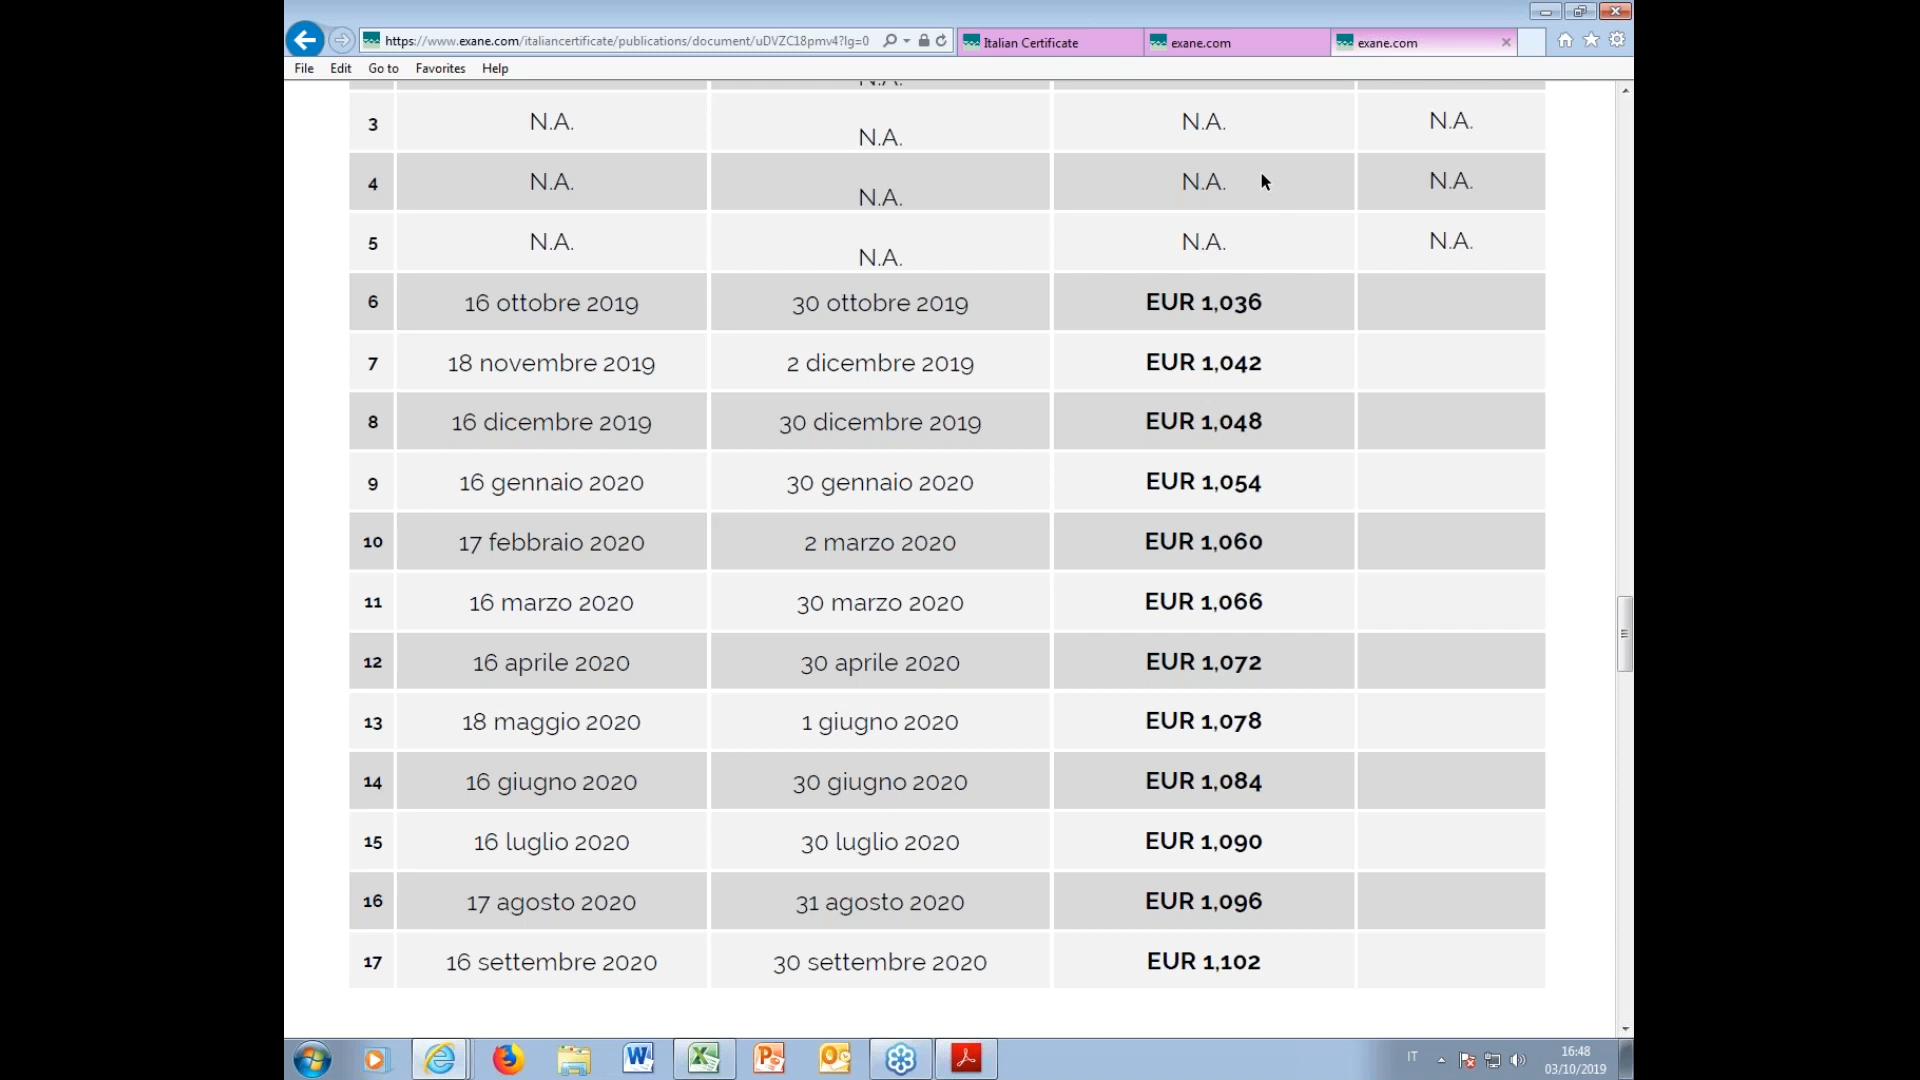 https://www.exane.com/italiancertificate/publications/document/uDVZC18pmv4?lg=0
Italian Certificate
exane.com
exane.com
File Edit Go to Favorites Help
N.A.
3 N.A. N.A. N.A. N.A.
4 N.A. N.A. N.A. N.A.
5 N.A. N.A. N.A. N.A.
6 16 ottobre 2019 30 ottobre 2019 EUR 1,036
7 18 novembre 2019 2 dicembre 2019 EUR 1,042
8 16 dicembre 2019 30 dicembre 2019 EUR 1,048
9 16 gennaio 2020 30 gennaio 2020 EUR 1,054
10 17 febbraio 2020 2 marzo 2020 EUR 1,060
11 16 marzo 2020 30 marzo 2020 EUR 1,066
12 16 aprile 2020 30 aprile 2020 EUR 1,072
13 18 maggio 2020 1 giugno 2020 EUR 1,078
14 16 giugno 2020 30 giugno 2020 EUR 1,084
15 16 luglio 2020 30 luglio 2020 EUR 1,090
16 17 agosto 2020 31 agosto 2020 EUR 1,096
17 16 settembre 2020 30 settembre 2020 EUR 1,102
IT
16:48
03/10/2019